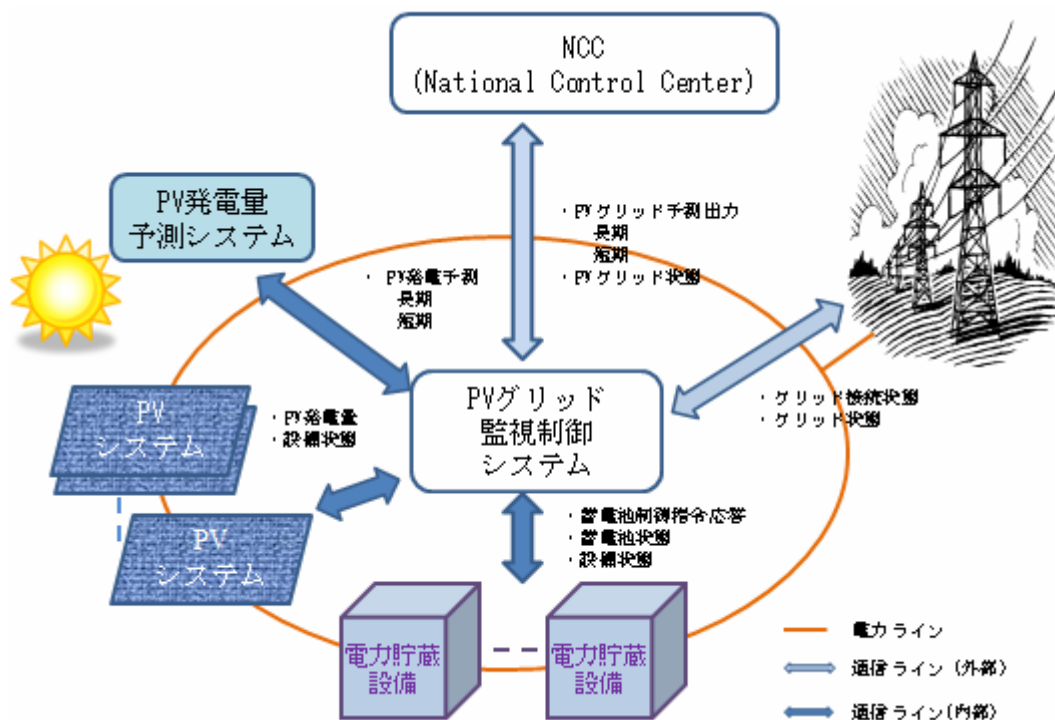 NCC
(National Control Center)
PV発電量
予測システム
・PVグリッド予測出力
長期
短期
・PVグリッド状態
・PV発電予測
長期
短期
PVグリッド
監視制御
システム
・グリッド接続状態
・グリッド状態
PV
システム
・PV発電量
・設備状態
PV
システム
・蓄電池制御指令応答
・蓄電池状態
・設備状態
電力貯蔵
設備
電力貯蔵
設備
電力ライン
通信ライン (外部)
通信ライン(内部)